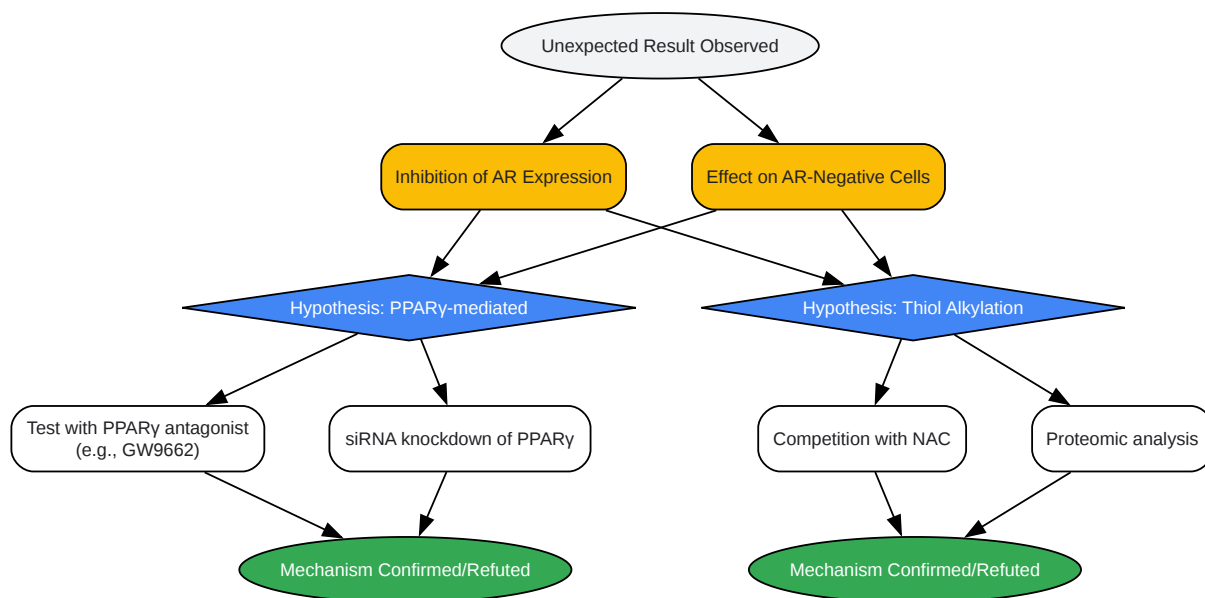 Unexpected Result Observed
Inhibition of AR Expression
Effect on AR-Negative Cells
Hypothesis: PPARγ-mediated
Hypothesis: Thiol Alkylation
Test with PPARγ antagonist
(e.g., GW9662)
siRNA knockdown of PPARγ
Competition with NAC
Proteomic analysis
Mechanism Confirmed/Refuted
Mechanism Confirmed/Refuted